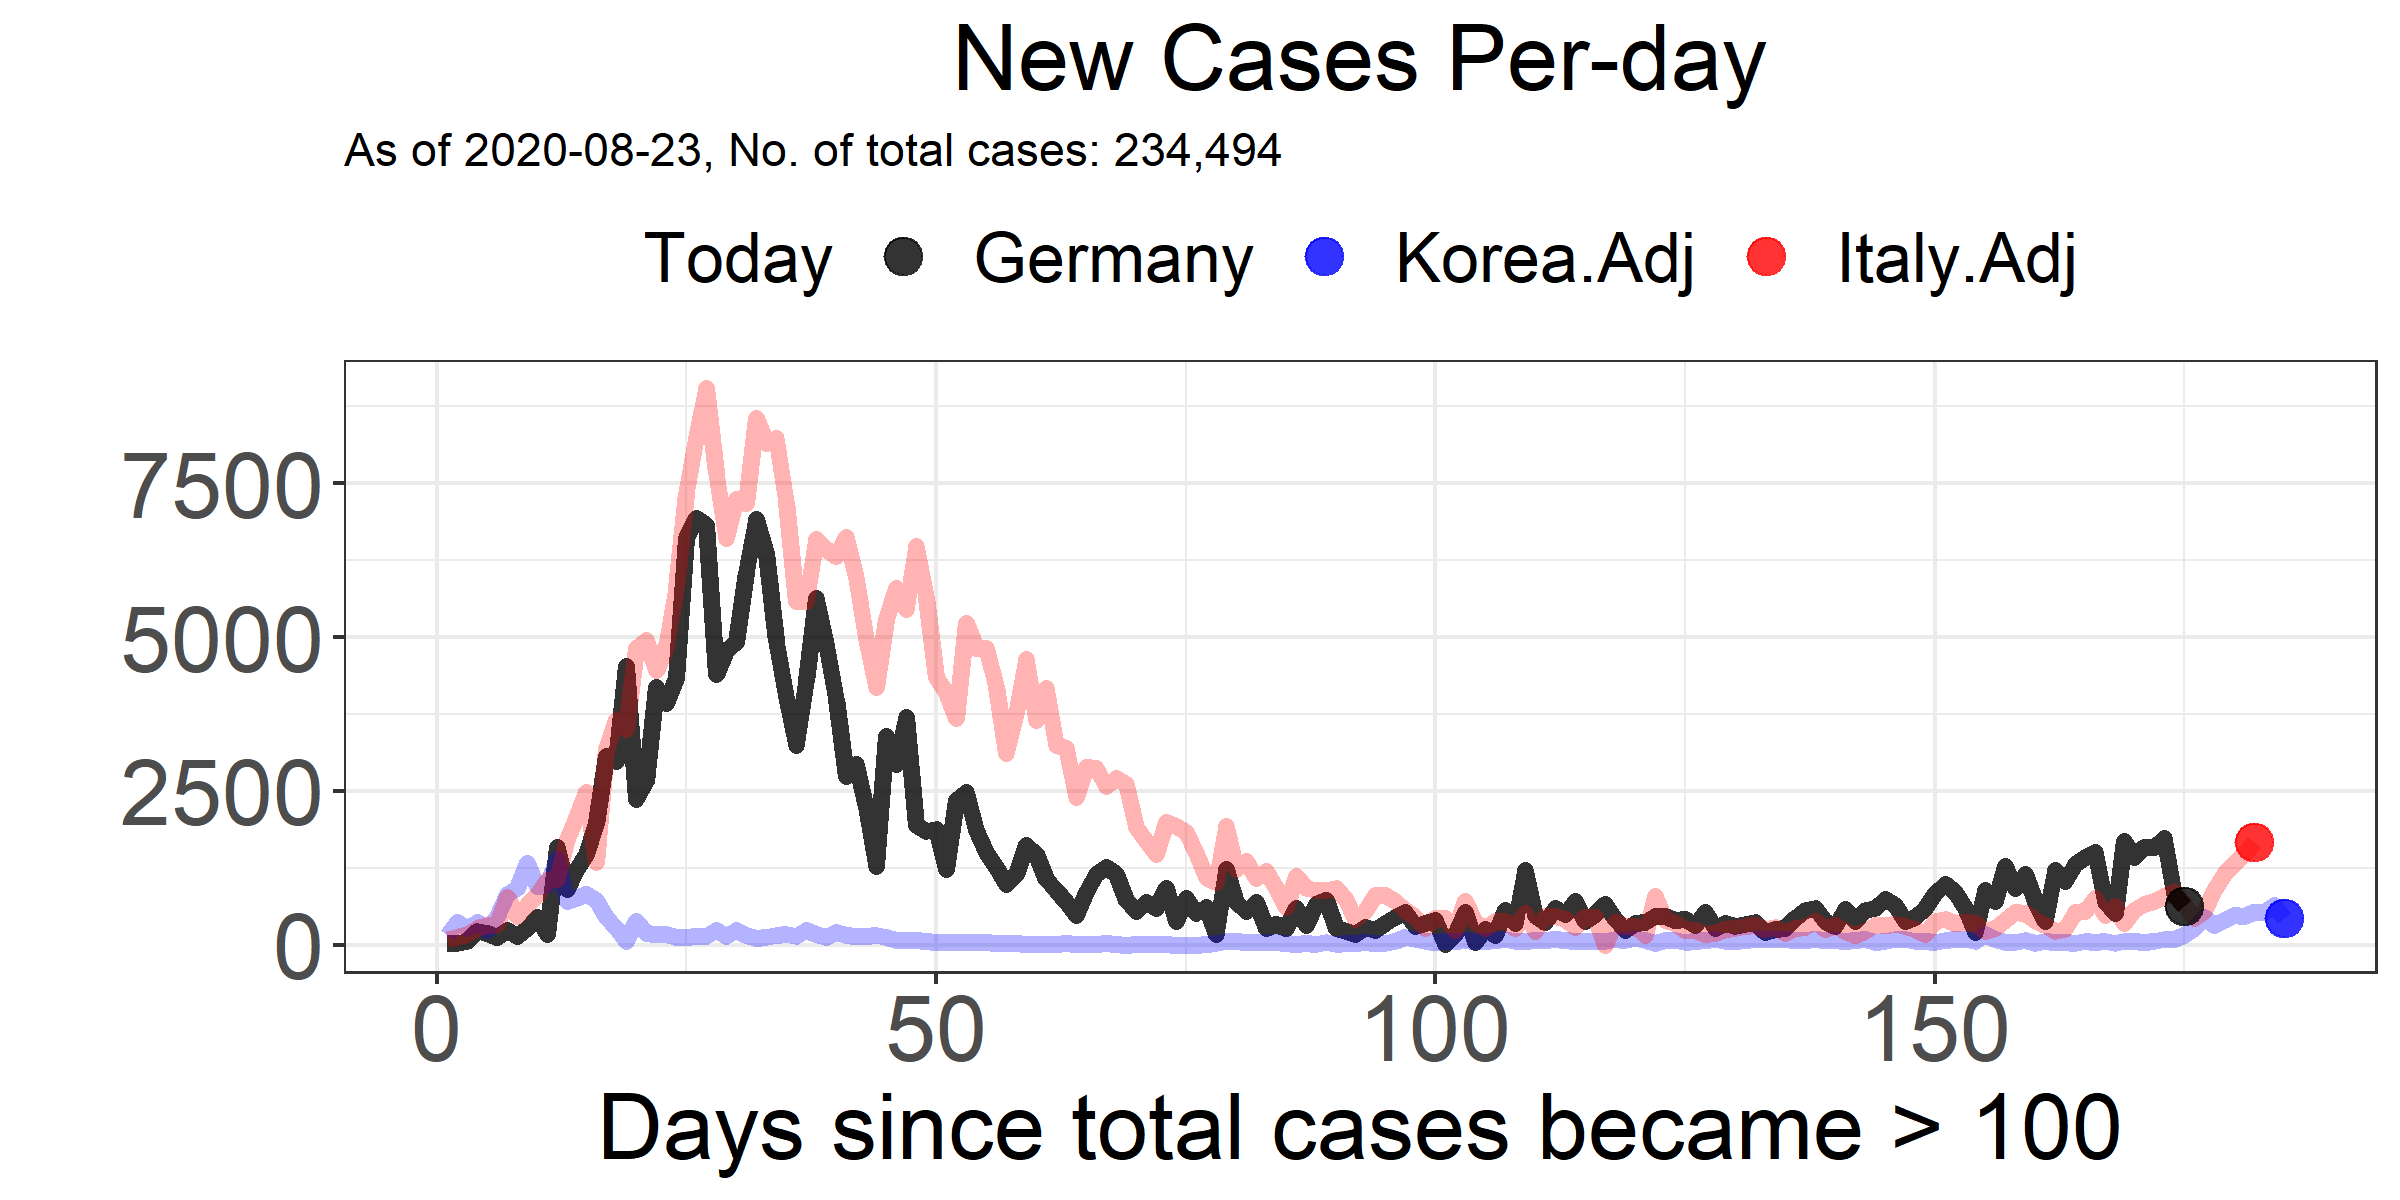 New Cases Per-day
As of 2020-08-23, No. of total cases: 234,494
Today Germany Korea.Adj Italy.Adj
7500
5000
2500
0
0 50 100 150
Days since total cases became > 100